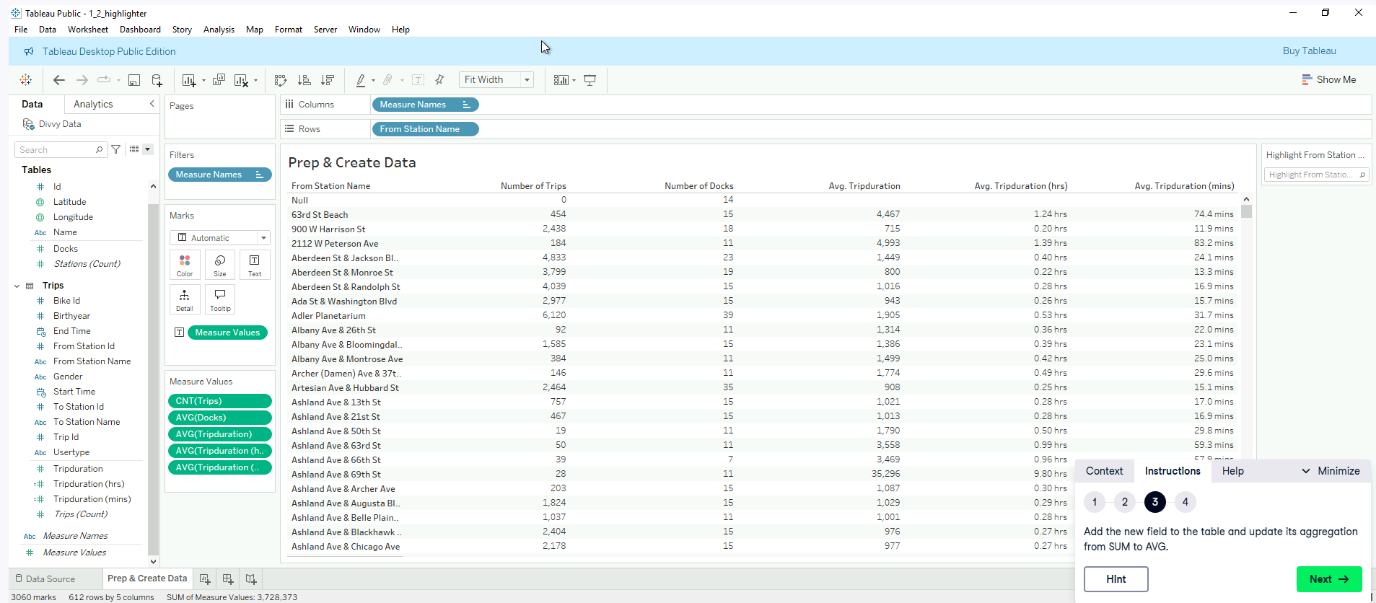 Tableau Public - 1_2_highlighter
File Data Worksheet Dashboard Story Analysis Map Format Server Window Help
Tableau Desktop Public Edition Buy Tableau
Fit Width Show Me
Data Analytics
Divvy Data
Search
Tables
Id
Latitude
Longitude
Abc Name
Docks
Stations (Count)
Trips
Bike Id
Birthyear
End Time
From Station Id
Abc From Station Name
Abc Gender
Start Time
To Station Id
Abc To Station Name
Trip Id
Abc Usertype
Tripduration
Tripduration (hrs)
Tripduration (mins)
Trips (Count)
Abc Measure Names
Measure Values
Pages
Filters
Measure Names
Marks
Automatic
Color Size Text
Detail Tooltip
Measure Values
Measure Values
CNT(Trips)
AVG(Docks)
AVG(Tripduration)
AVG(Tripduration (h..
AVG(Tripduration (..
Columns Measure Names
Rows From Station Name
Prep & Create Data
From Station Name Number of Trips Number of Docks Avg. Tripduration Avg. Tripduration (hrs) Avg. Tripduration (mins)
Null 0 14
63rd St Beach 454 15 4,467 1.24 hrs 74.4 mins
900 W Harrison St 2,438 18 715 0.20 hrs 11.9 mins
2112 W Peterson Ave 184 11 4,993 1.39 hrs 83.2 mins
Aberdeen St & Jackson Bl.. 4,833 23 1,449 0.40 hrs 24.1 mins
Aberdeen St & Monroe St 3,799 19 800 0.22 hrs 13.3 mins
Aberdeen St & Randolph St 4,039 15 1,016 0.28 hrs 16.9 mins
Ada St & Washington Blvd 2,977 15 943 0.26 hrs 15.7 mins
Adler Planetarium 6,120 39 1,905 0.53 hrs 31.7 mins
Albany Ave & 26th St 92 11 1,314 0.36 hrs 22.0 mins
Albany Ave & Bloomingdal.. 1,585 15 1,386 0.39 hrs 23.1 mins
Albany Ave & Montrose Ave 384 11 1,499 0.42 hrs 25.0 mins
Archer (Damen) Ave & 37t.. 146 11 1,774 0.49 hrs 29.6 mins
Artesian Ave & Hubbard St 2,464 35 908 0.25 hrs 15.1 mins
Ashland Ave & 13th St 757 15 1,021 0.28 hrs 17.0 mins
Ashland Ave & 21st St 467 15 1,013 0.28 hrs 16.9 mins
Ashland Ave & 50th St 19 11 1,790 0.50 hrs 29.8 mins
Ashland Ave & 63rd St 50 11 3,558 0.99 hrs 59.3 mins
Ashland Ave & 66th St 39 7 3,469 0.96 hrs 57.8 mins
Ashland Ave & 69th St 28 11 35,296 9.80 hrs
Ashland Ave & Archer Ave 203 15 1,087 0.30 hrs
Ashland Ave & Augusta Bl.. 1,824 15 1,029 0.29 hrs
Ashland Ave & Belle Plain.. 1,037 11 1,001 0.28 hrs
Ashland Ave & Blackhawk .. 2,404 15 976 0.27 hrs
Ashland Ave & Chicago Ave 2,178 15 977 0.27 hrs
Highlight From Station ...
Highlight From Statio...
Context Instructions Help Minimize
1 2 3 4
Add the new field to the table and update its aggregation
from SUM to AVG.
Hint Next →
Data Source Prep & Create Data
3060 marks 612 rows by 5 columns SUM of Measure Values: 3,728,373